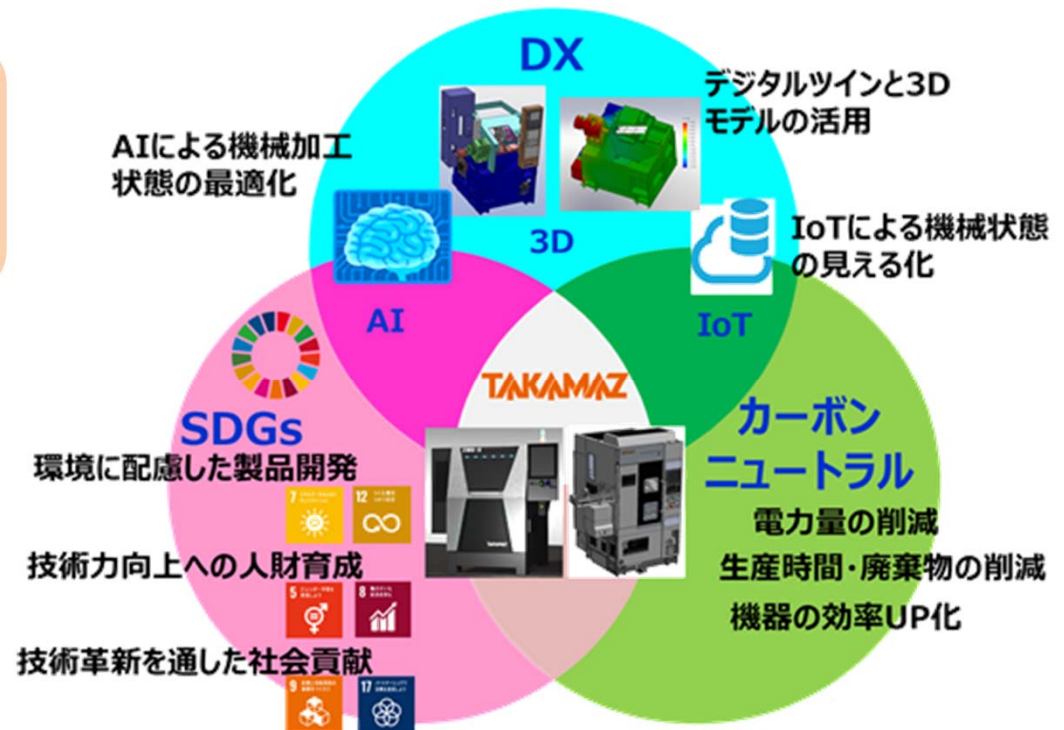 DX
デジタルツインと3D
モデルの活用
AIによる機械加工
状態の最適化
3D
IoTによる機械状態
の見える化
AI
IoT
TAKAMAZ
SDGs
環境に配慮した製品開発
7
12
技術力向上への人財育成
5
8
技術革新を通した社会貢献
9
17
カーボン
ニュートラル
電力量の削減
生産時間・廃棄物の削減
機器の効率UP化